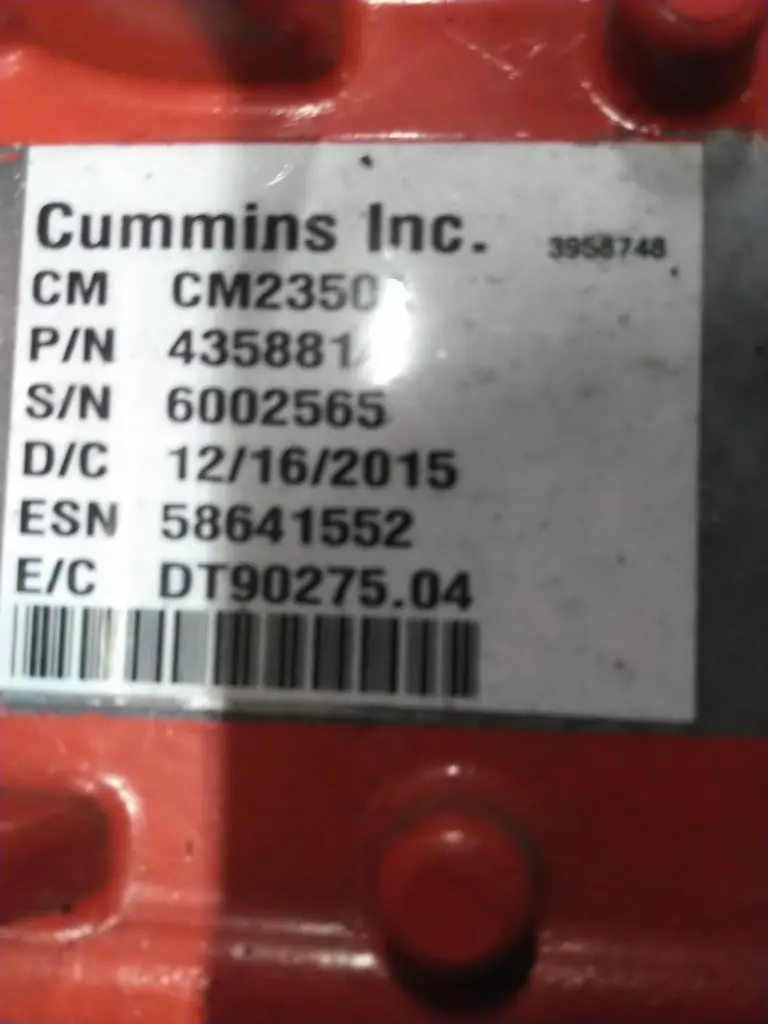 Cummins Inc. 3958748
CM CM2350
P/N 435881
S/N 6002565
D/C 12/16/2015
ESN 58641552
E/C DT90275.04